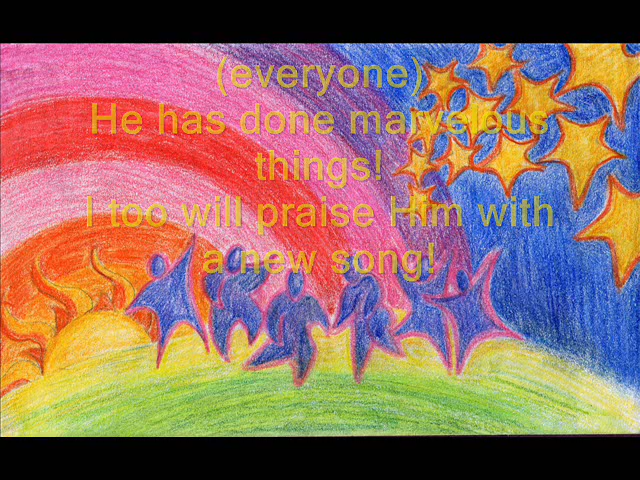 (everyone)
He has done marvelous
things!
I too will praise Him with
a new song!